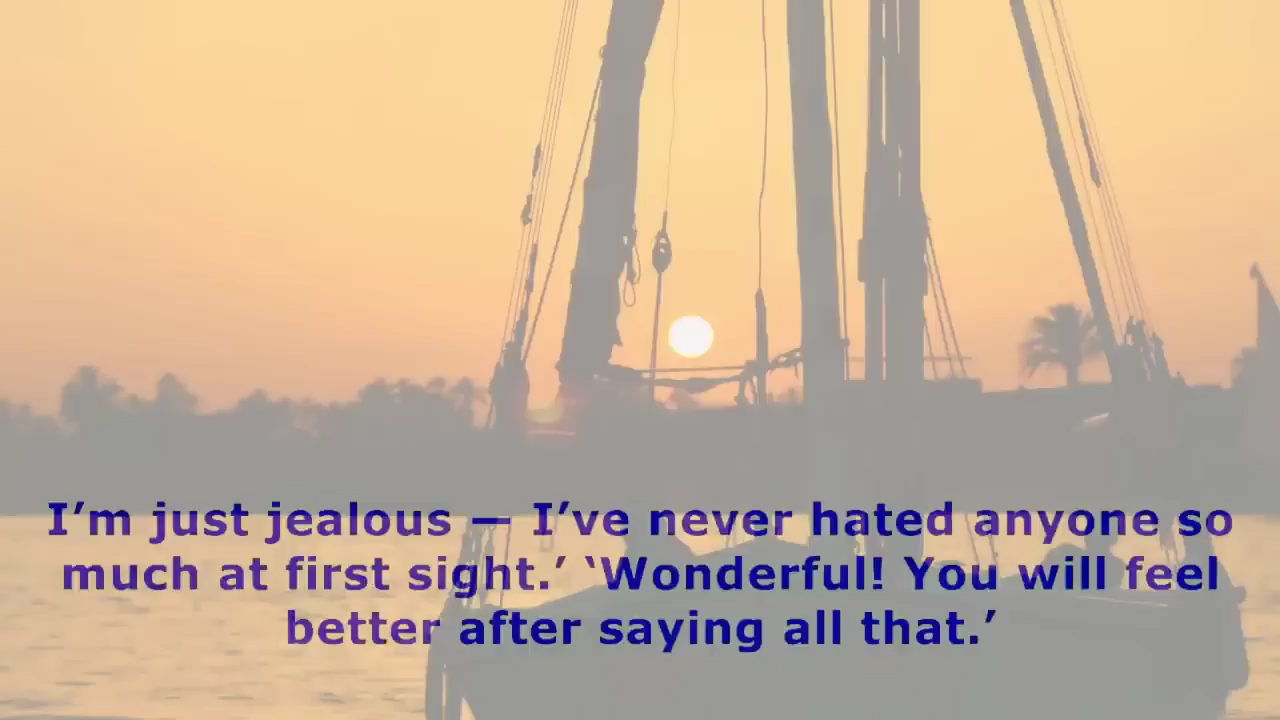 I’m just jealous — I’ve never hated anyone so
much at first sight.’ ‘Wonderful! You will feel
better after saying all that.’